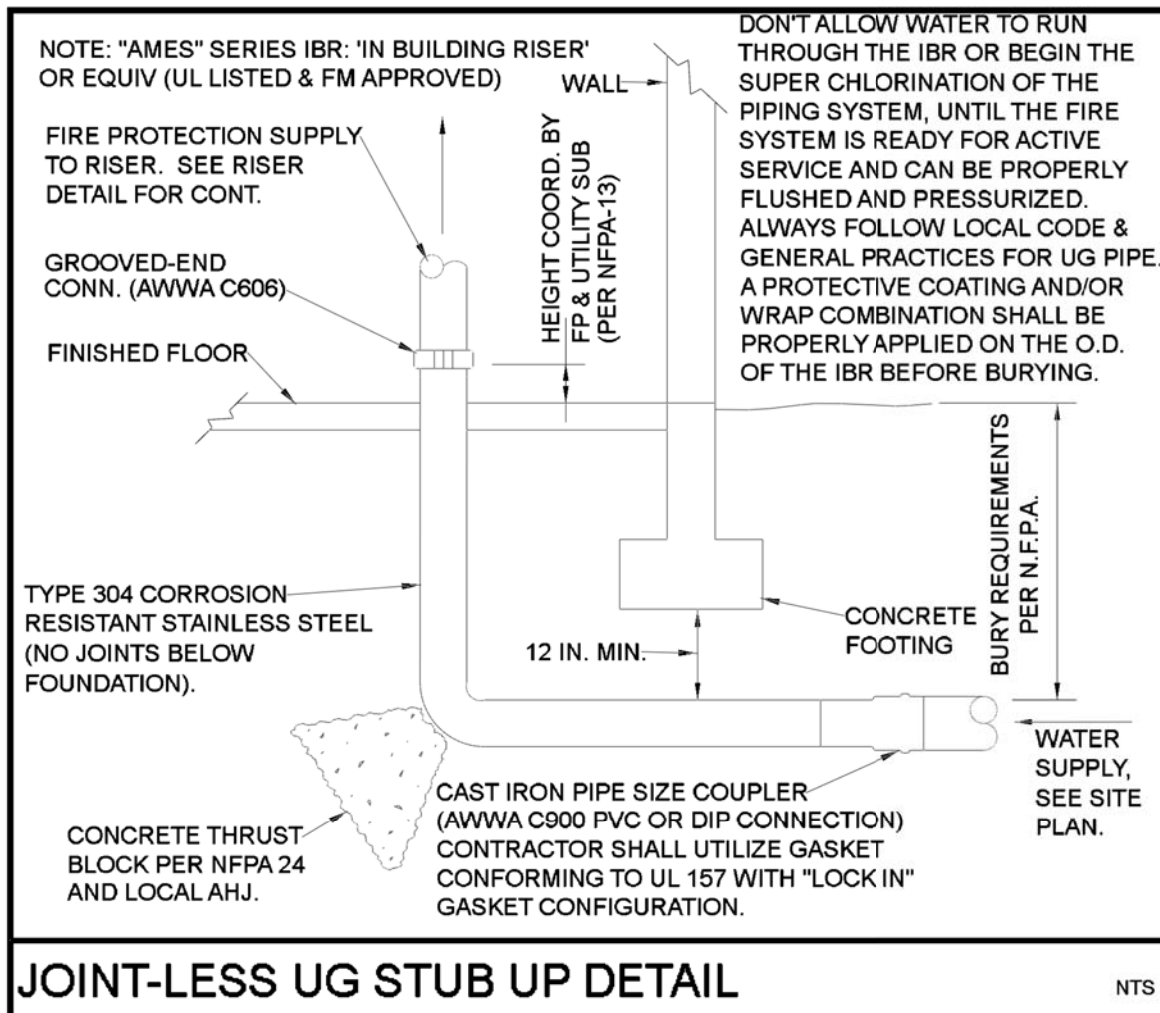 NOTE: "AMES" SERIES IBR: 'IN BUILDING RISER'
OR EQUIV (UL LISTED & FM APPROVED)
WALL
DON'T ALLOW WATER TO RUN
THROUGH THE IBR OR BEGIN THE
SUPER CHLORINATION OF THE
PIPING SYSTEM, UNTIL THE FIRE
SYSTEM IS READY FOR ACTIVE
SERVICE AND CAN BE PROPERLY
FLUSHED AND PRESSURIZED.
ALWAYS FOLLOW LOCAL CODE &
GENERAL PRACTICES FOR UG PIPE.
A PROTECTIVE COATING AND/OR
WRAP COMBINATION SHALL BE
PROPERLY APPLIED ON THE O.D.
OF THE IBR BEFORE BURYING.
FIRE PROTECTION SUPPLY
TO RISER. SEE RISER
DETAIL FOR CONT.
GROOVED-END
CONN. (AWWA C606)
HEIGHT COORD. BY
FP & UTILITY SUB
(PER NFPA-13)
FINISHED FLOOR
BURY REQUIREMENTS
PER N.F.P.A.
TYPE 304 CORROSION
RESISTANT STAINLESS STEEL
(NO JOINTS BELOW
FOUNDATION).
12 IN. MIN.
CONCRETE
FOOTING
WATER
SUPPLY,
SEE SITE
PLAN.
CONCRETE THRUST
BLOCK PER NFPA 24
AND LOCAL AHJ.
CAST IRON PIPE SIZE COUPLER
(AWWA C900 PVC OR DIP CONNECTION)
CONTRACTOR SHALL UTILIZE GASKET
CONFORMING TO UL 157 WITH "LOCK IN"
GASKET CONFIGURATION.
JOINT-LESS UG STUB UP DETAIL
NTS